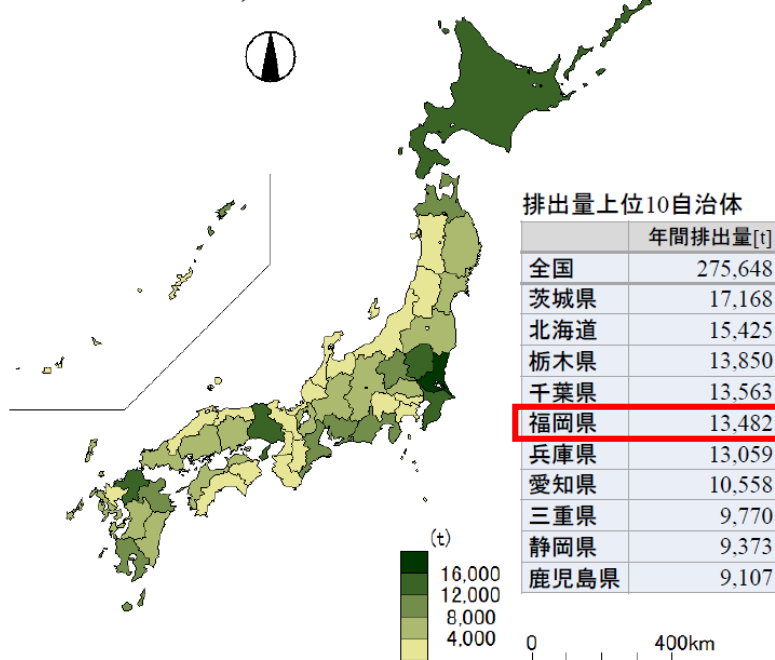 排出量上位10自治体
年間排出量[t]
全国 275,648
茨城県 17,168
北海道 15,425
栃木県 13,850
千葉県 13,563
福岡県 13,482
兵庫県 13,059
愛知県 10,558
三重県 9,770
静岡県 9,373
鹿児島県 9,107
(t)
16,000
12,000
8,000
4,000
0 400km